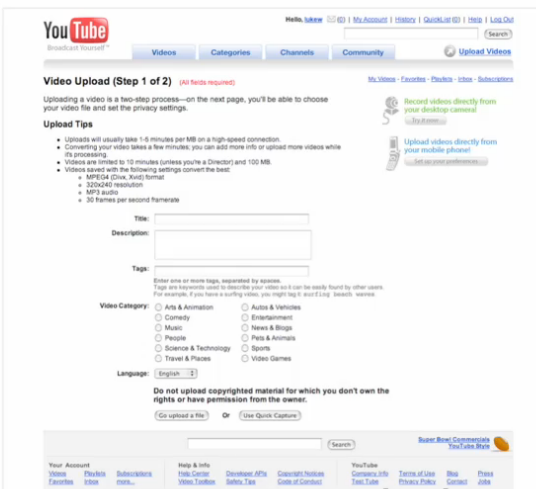 Hello, lukew (0) | My Account | History | QuickList (0) | Help | Log Out
You Tube
Broadcast Yourself™
Search
Videos Categories Channels Community Upload Videos
Video Upload (Step 1 of 2) (All fields required)
My Videos - Favorites - Playlists - Inbox - Subscriptions
Uploading a video is a two-step process—on the next page, you'll be able to choose
your video file and set the privacy settings.
Record videos directly from
your desktop camera!
Try it now
Upload Tips
Uploads will usually take 1-5 minutes per MB on a high-speed connection.
Converting your video takes a few minutes; you can add more info or upload more videos while
it's processing.
Videos are limited to 10 minutes (unless you're a Director) and 100 MB.
Videos saved with the following settings convert the best:
MPEG4 (Divx, Xvid) format
320x240 resolution
MP3 audio
30 frames per second framerate
Upload videos directly from
your mobile phone!
Set up your preferences
Title:
Description:
Tags:
Enter one or more tags, separated by spaces.
Tags are keywords used to describe your video so it can be easily found by other users.
For example, if you have a surfing video, you might tag it: surfing beach waves
Video Category: Arts & Animation Autos & Vehicles
Comedy Entertainment
Music News & Blogs
People Pets & Animals
Science & Technology Sports
Travel & Places Video Games
Language: English
Do not upload copyrighted material for which you don't own the
rights or have permission from the owner.
Go upload a file Or Use Quick Capture
Search
Super Bowl Commercials
YouTube Style
Your Account Help & Info YouTube
Videos Playlists Subscriptions Help Center Developer APIs Copyright Notices Company Info Terms of Use Blog Press
Favorites Inbox more... Video Toolbox Safety Tips Code of Conduct Test Tube Privacy Policy Contact Jobs